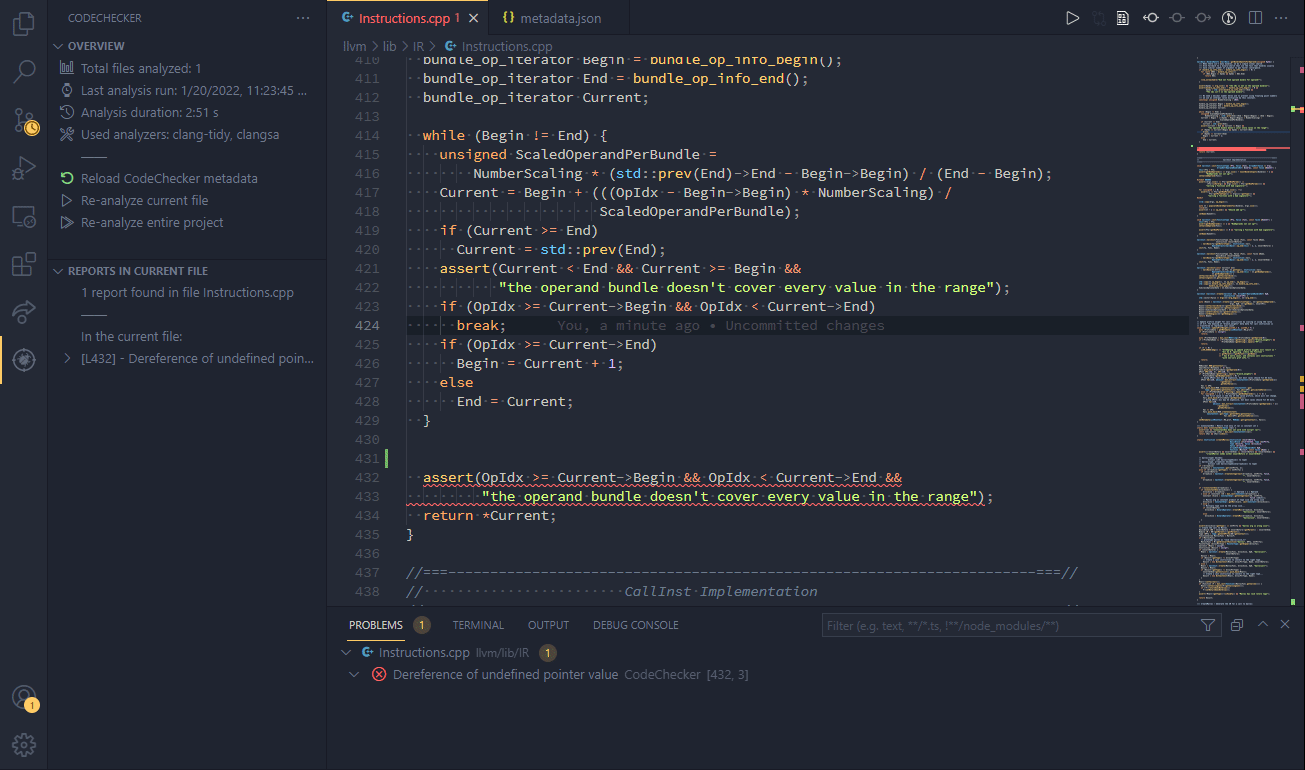 CODECHECKER
OVERVIEW
Total files analyzed: 1
Last analysis run: 1/20/2022, 11:23:45 ...
Analysis duration: 2:51 s
Used analyzers: clang-tidy, clangsa
Reload CodeChecker metadata
Re-analyze current file
Re-analyze entire project
REPORTS IN CURRENT FILE
1 report found in file Instructions.cpp
In the current file:
[L432] - Dereference of undefined poin...
1
Instructions.cpp 1
{} metadata.json
llvm > lib > IR > Instructions.cpp
410 bundle_op_iterator Begin = bundle_op_info_begin();
411 bundle_op_iterator End = bundle_op_info_end();
412 bundle_op_iterator Current;
413
414 while (Begin != End) {
415 unsigned ScaledOperandPerBundle =
416 NumberScaling * (std::prev(End)->End - Begin->Begin) / (End - Begin);
417 Current = Begin + (((OpIdx - Begin->Begin) * NumberScaling) /
418 ScaledOperandPerBundle);
419 if (Current >= End)
420 Current = std::prev(End);
421 assert(Current < End && Current >= Begin &&
422 "the operand bundle doesn't cover every value in the range");
423 if (OpIdx >= Current->Begin && OpIdx < Current->End)
424 break; You, a minute ago • Uncommitted changes
425 if (OpIdx >= Current->End)
426 Begin = Current + 1;
427 else
428 End = Current;
429 }
430
431
432 assert(OpIdx >= Current->Begin && OpIdx < Current->End &&
433 "the operand bundle doesn't cover every value in the range");
434 return *Current;
435 }
436
437 //===----------------------------------------------------------------------===//
438 // CallInst Implementation
PROBLEMS 1 TERMINAL OUTPUT DEBUG CONSOLE
Filter (e.g. text, **/*.ts, !**/node_modules/**)
Instructions.cpp llvm/lib/IR 1
Dereference of undefined pointer value CodeChecker [432, 3]